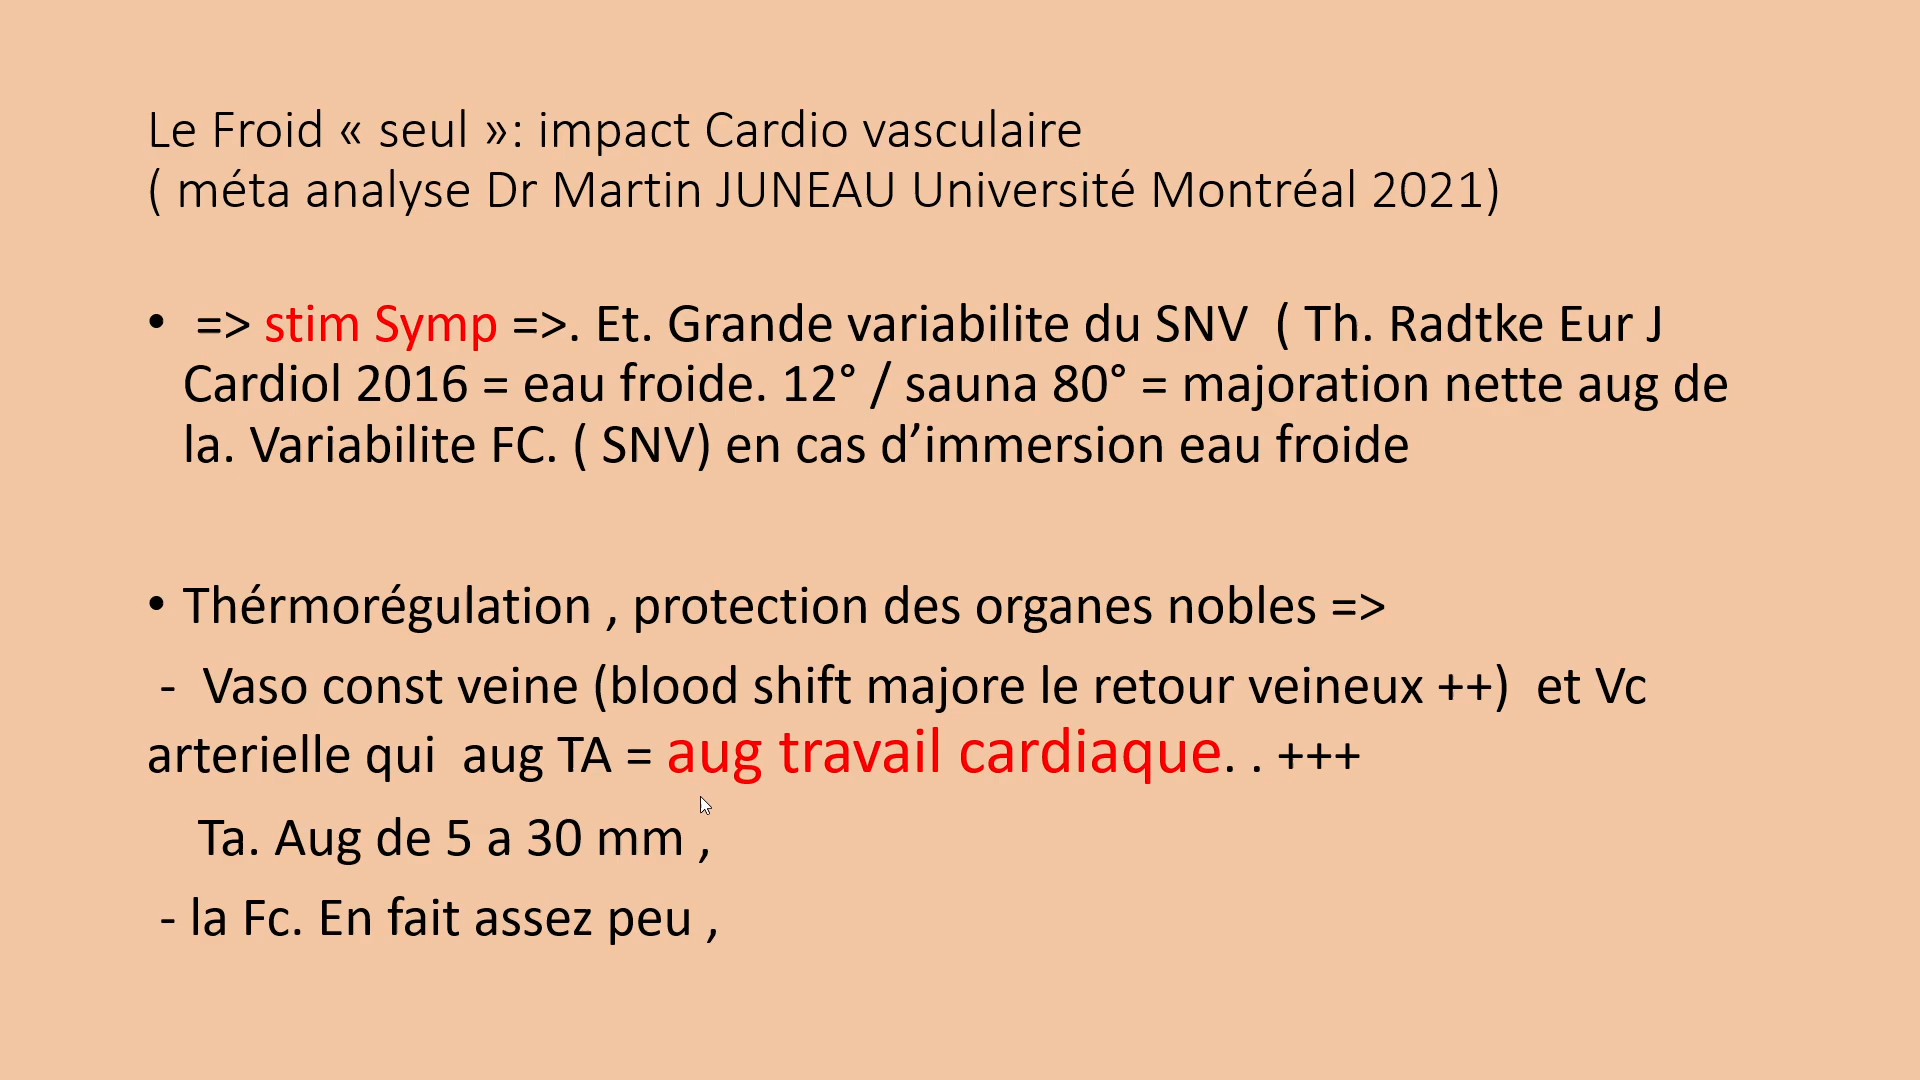 Le Froid « seul »: impact Cardio vasculaire
( méta analyse Dr Martin JUNEAU Université Montréal 2021)
• => stim Symp =>. Et. Grande variabilite du SNV ( Th. Radtke Eur J
Cardiol 2016 = eau froide. 12° / sauna 80° = majoration nette aug de
la. Variabilite FC. ( SNV) en cas d’immersion eau froide
• Thérmorégulation , protection des organes nobles =>
- Vaso const veine (blood shift majore le retour veineux ++) et Vc
arterielle qui aug TA = aug travail cardiaque. . +++
Ta. Aug de 5 a 30 mm ,
- la Fc. En fait assez peu ,